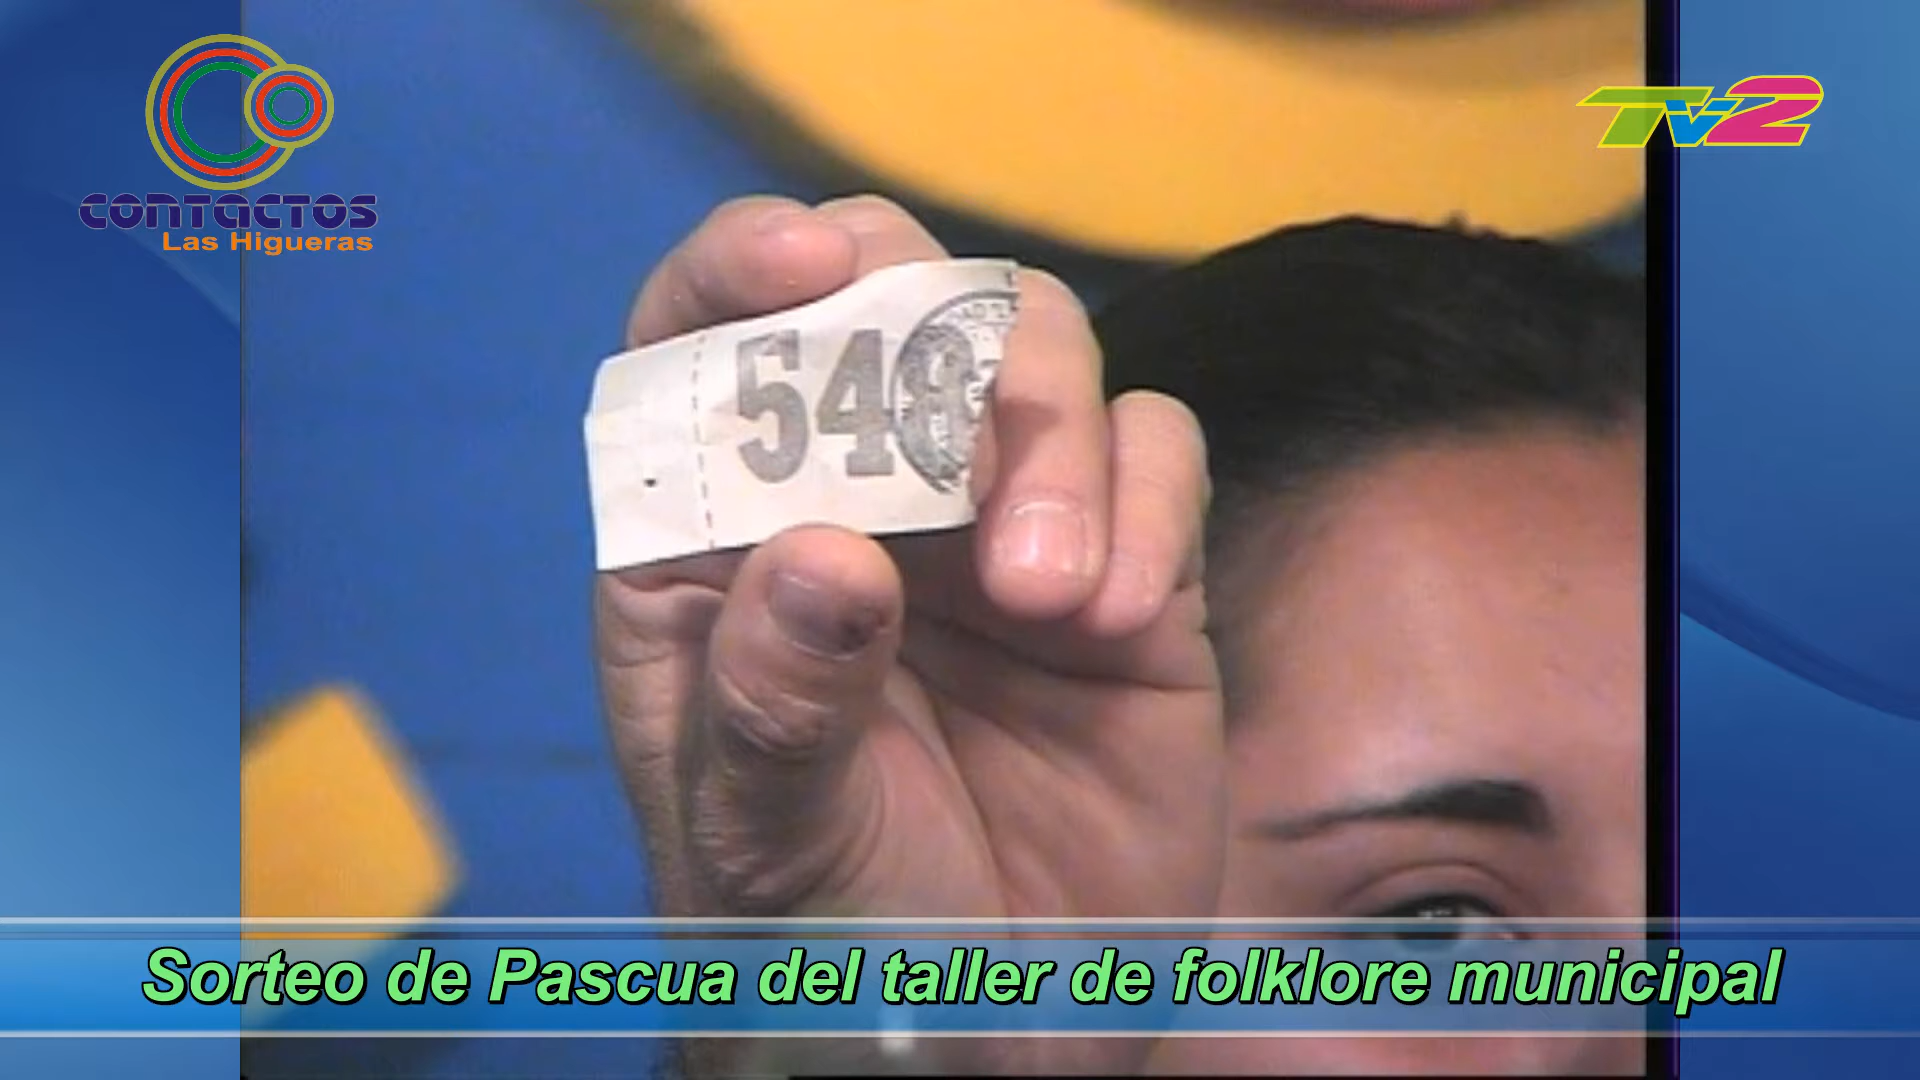 CONTACTOS
Las Higueras
TV2
54
Sorteo de Pascua del taller de folklore municipal